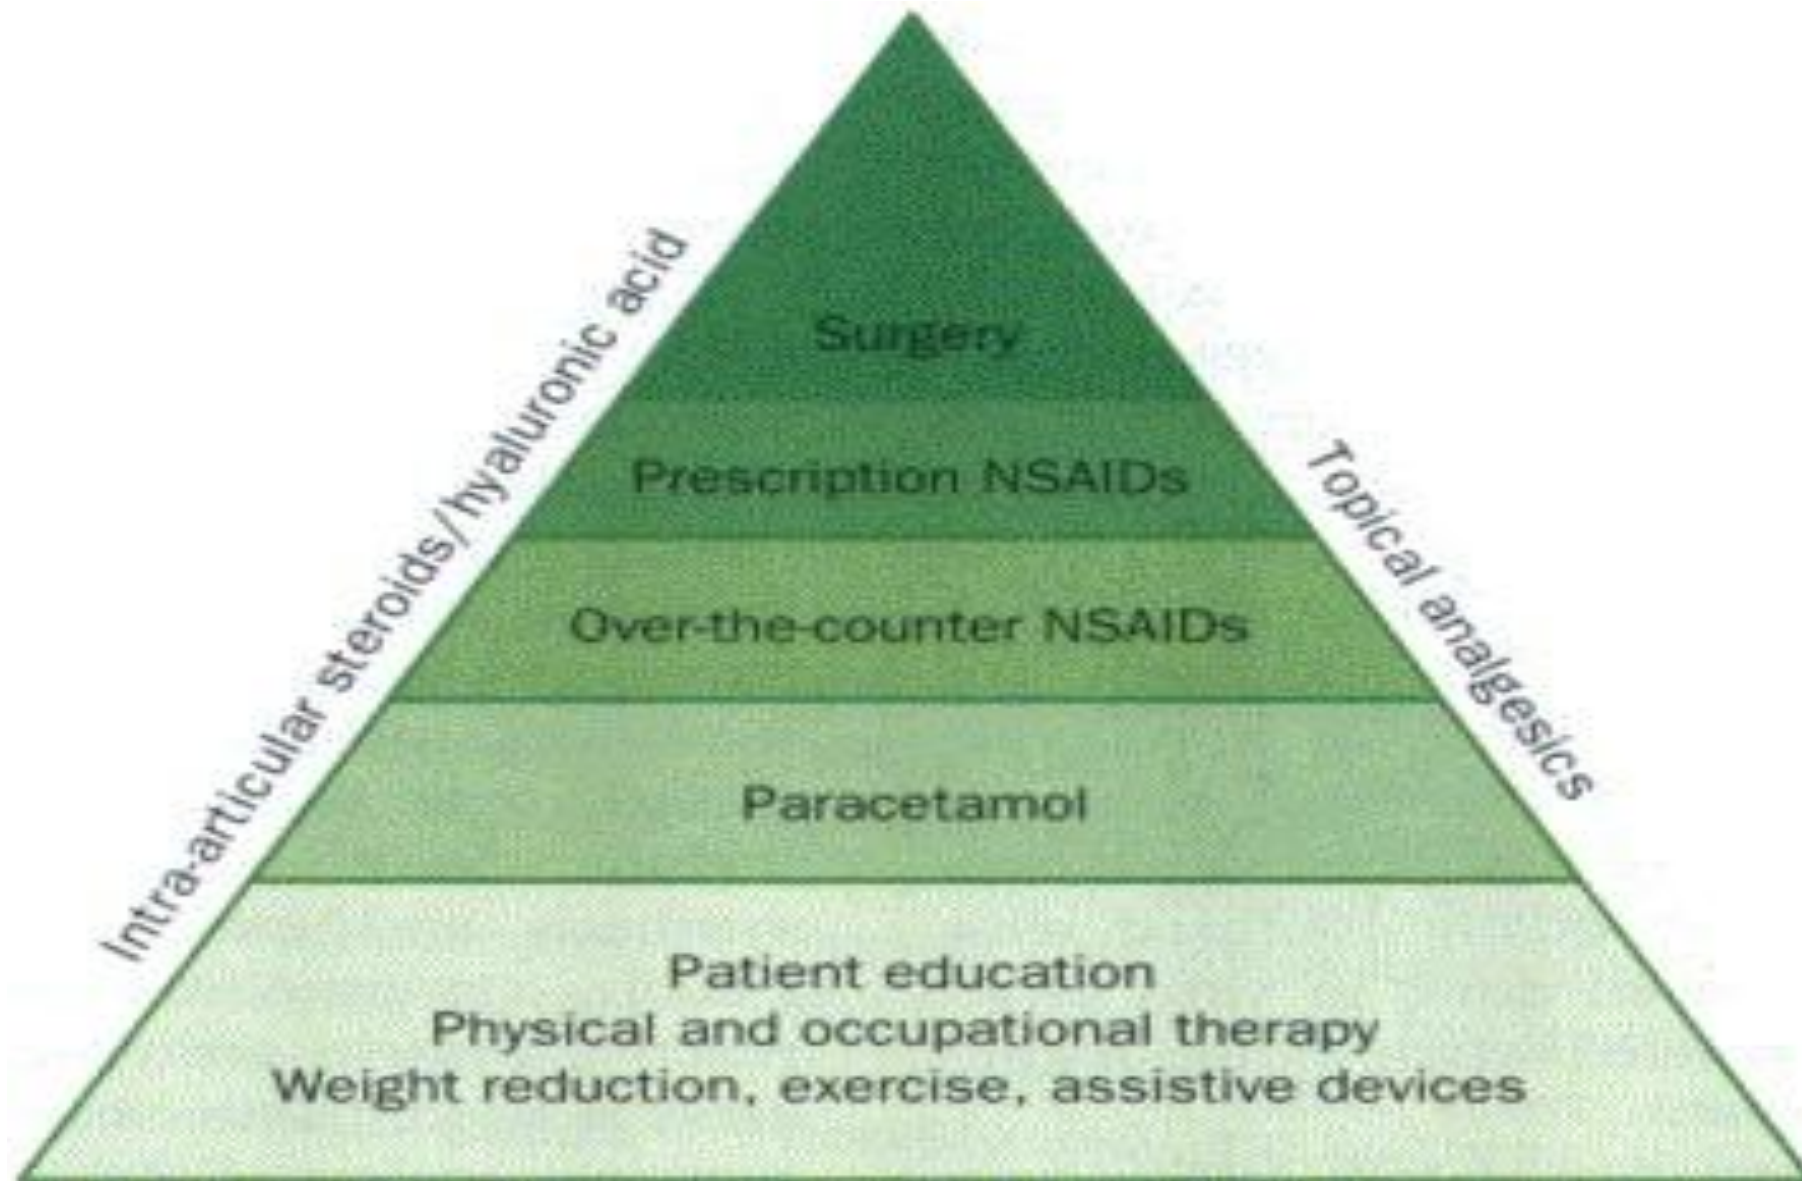 Surgery
Prescription NSAIDs
Over-the-counter NSAIDs
Paracetamol
Patient education
Physical and occupational therapy
Weight reduction, exercise, assistive devices
Intra-articular steroids/hyaluronic acid
Topical analgesics